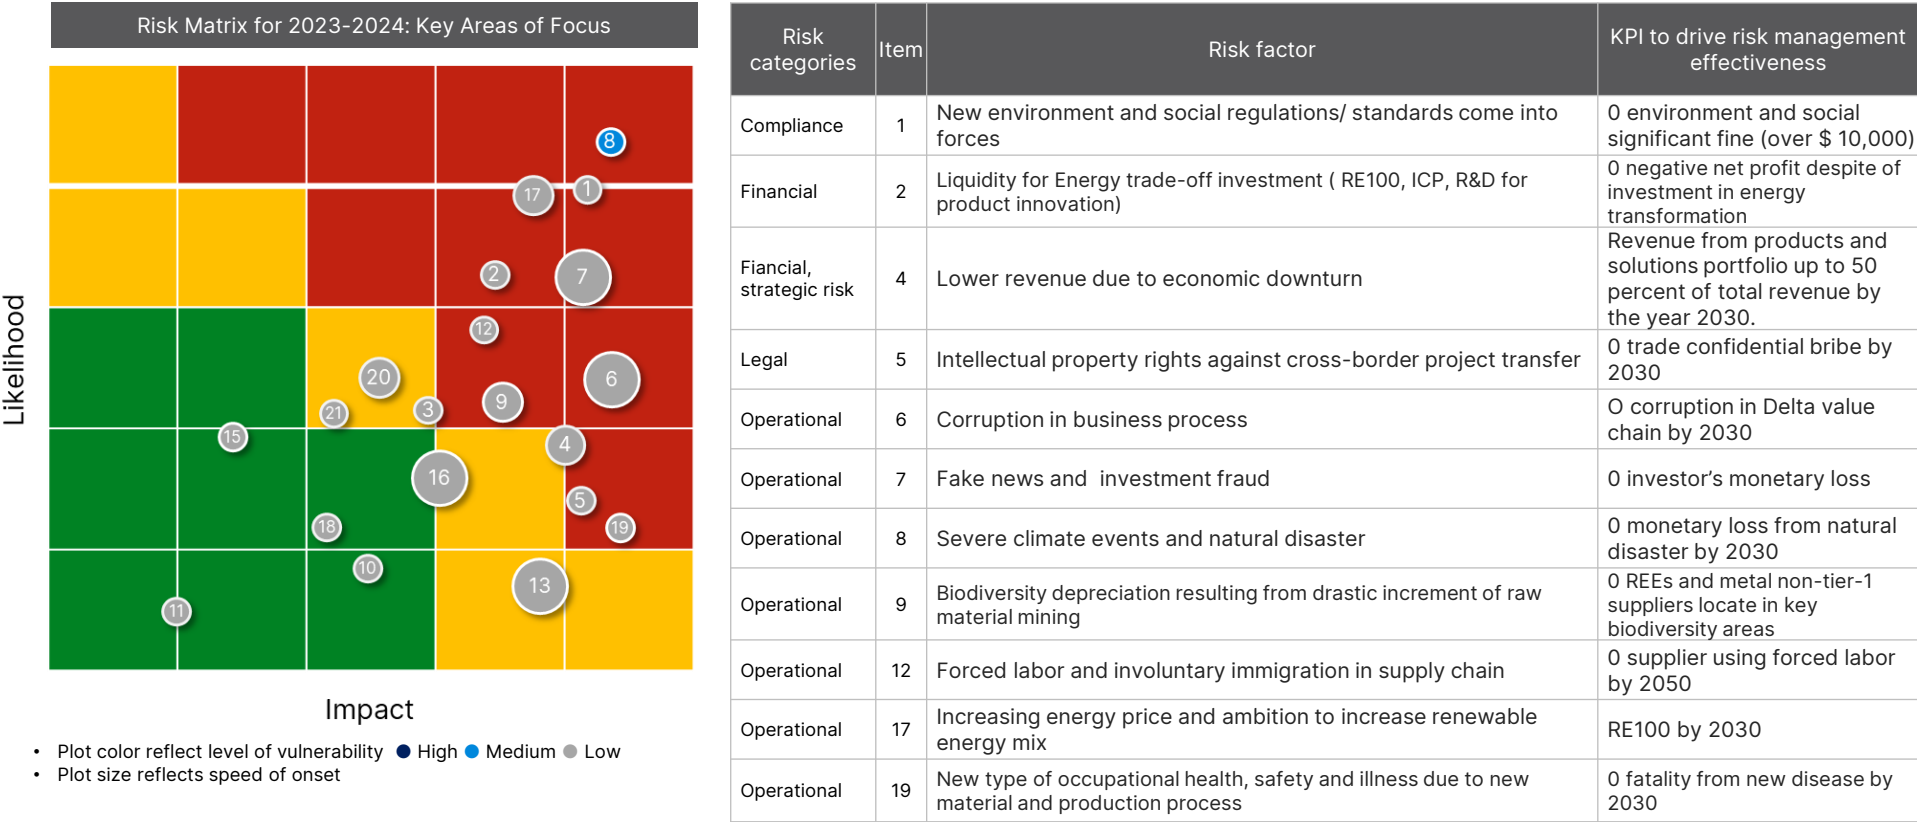 Risk Matrix for 2023-2024: Key Areas of Focus
Likelihood
8
17
1
2
7
12
20
6
9
21
3
15
4
16
5
18
19
10
13
11
Impact
• Plot color reflect level of vulnerability High Medium Low
• Plot size reflects speed of onset
Risk
categories
Item
Risk factor
KPI to drive risk management
effectiveness
Compliance
1
New environment and social regulations/ standards come into
forces
0 environment and social
significant fine (over $ 10,000)
Financial
2
Liquidity for Energy trade-off investment ( RE100, ICP, R&D for
product innovation)
0 negative net profit despite of
investment in energy
transformation
Fiancial,
strategic risk
4
Lower revenue due to economic downturn
Revenue from products and
solutions portfolio up to 50
percent of total revenue by
the year 2030.
Legal
5
Intellectual property rights against cross-border project transfer
0 trade confidential bribe by
2030
Operational
6
Corruption in business process
O corruption in Delta value
chain by 2030
Operational
7
Fake news and  investment fraud
0 investor’s monetary loss
Operational
8
Severe climate events and natural disaster
0 monetary loss from natural
disaster by 2030
Operational
9
Biodiversity depreciation resulting from drastic increment of raw
material mining
0 REEs and metal non-tier-1
suppliers locate in key
biodiversity areas
Operational
12
Forced labor and involuntary immigration in supply chain
0 supplier using forced labor
by 2050
Operational
17
Increasing energy price and ambition to increase renewable
energy mix
RE100 by 2030
Operational
19
New type of occupational health, safety and illness due to new
material and production process
0 fatality from new disease by
2030